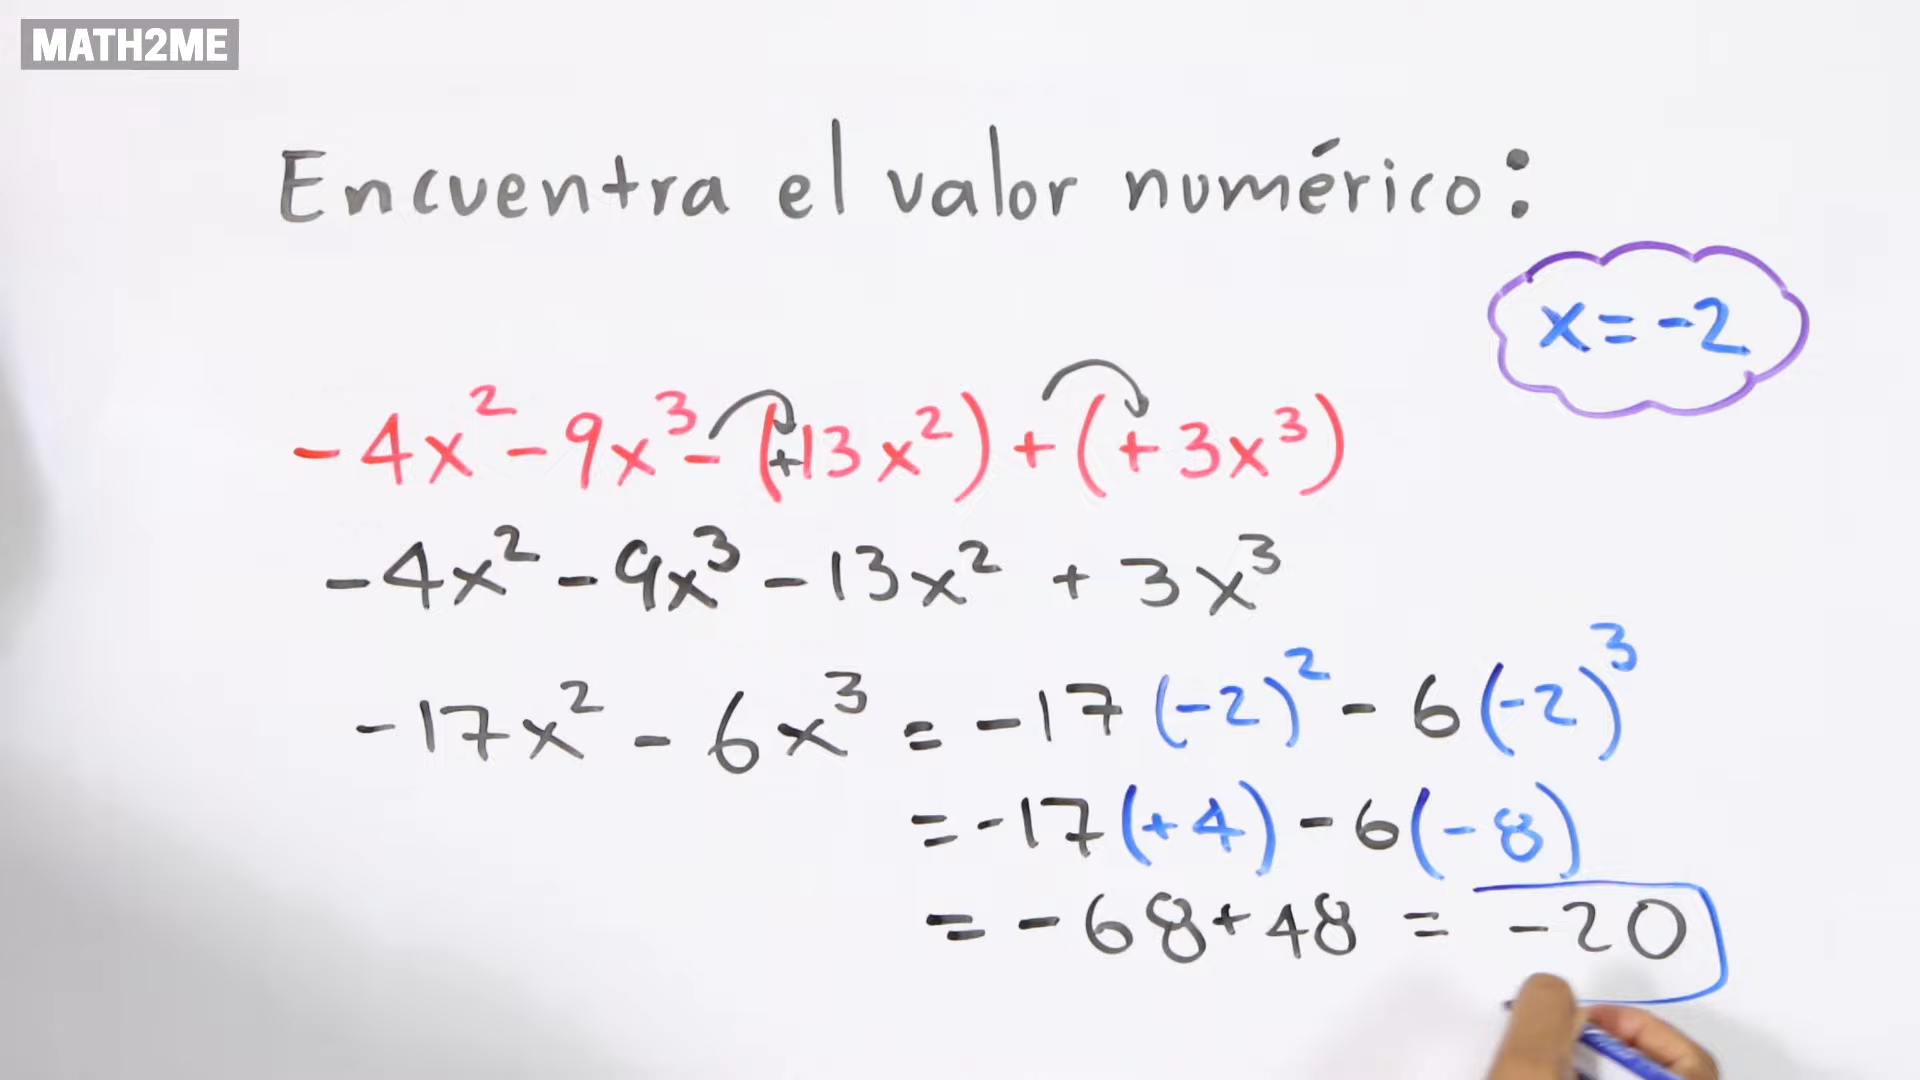 MATH2ME
Encuentra el valor numérico:
x = -2
-4x² - 9x³ - (+13x²) + (+3x³)
-4x² - 9x³ - 13x² + 3x³
-17x² - 6x³ = -17(-2)² - 6(-2)³
= -17(+4) - 6(-8)
= -68 + 48 = -20